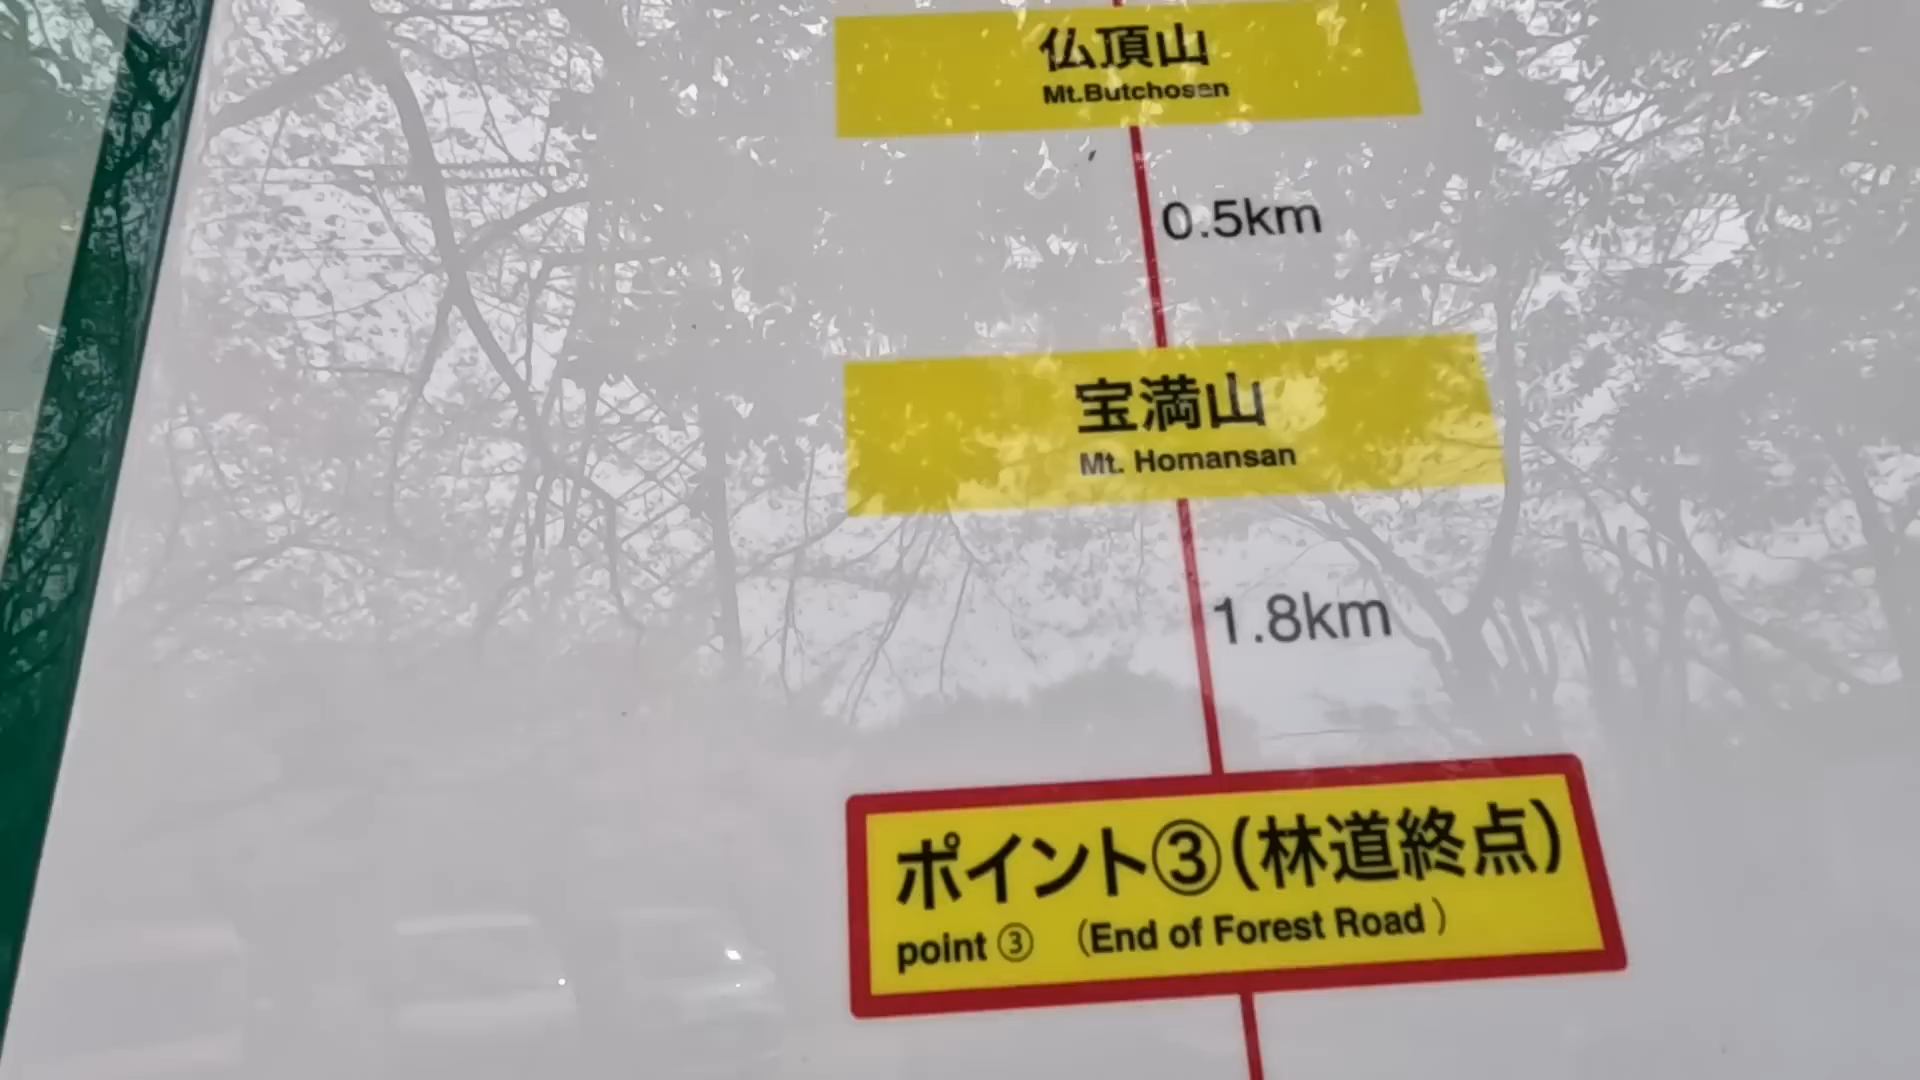 仏頂山
Mt.Butchosen
0.5km
宝満山
Mt. Homansan
1.8km
ポイント③(林道終点)
point ③ (End of Forest Road )